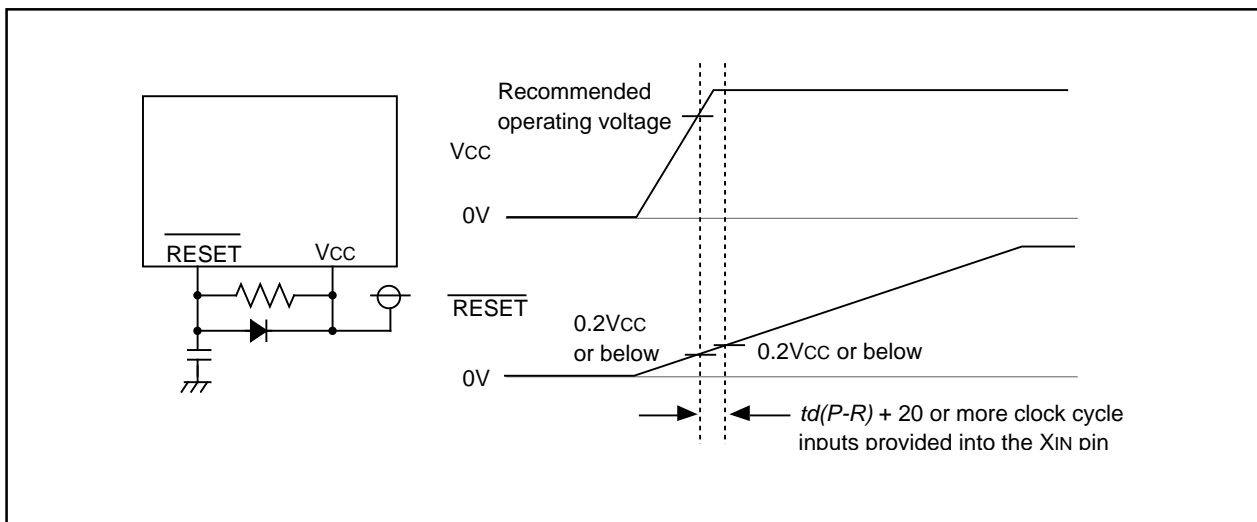 Recommended
operating voltage
VCC
0V
RESET
VCC
RESET
0.2VCC
or below
0.2VCC or below
0V
td(P-R) + 20 or more clock cycle
inputs provided into the XIN pin